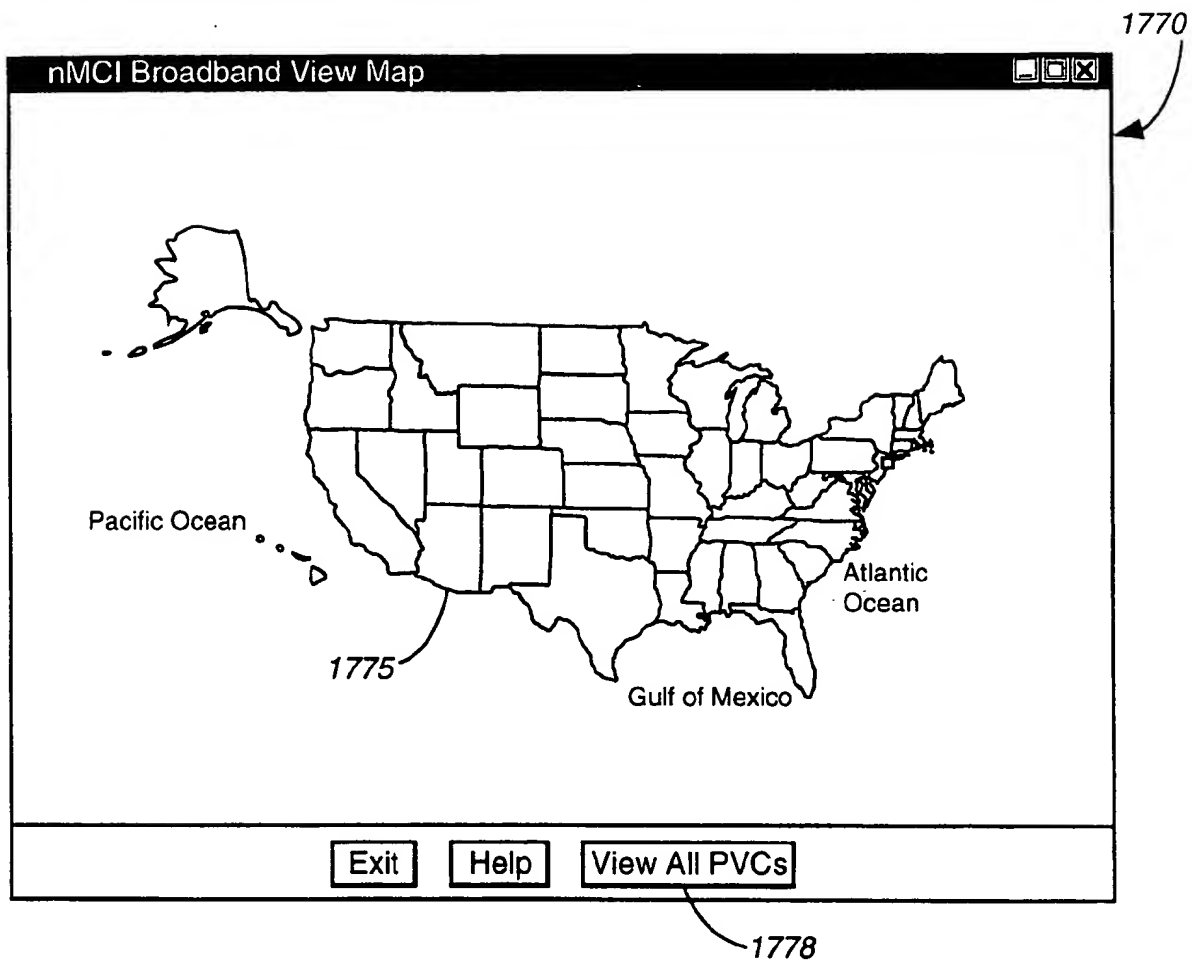 1770
nMCI Broadband View Map
Pacific Ocean
Atlantic
Ocean
1775
Gulf of Mexico
Exit
Help
View All PVCs
1778